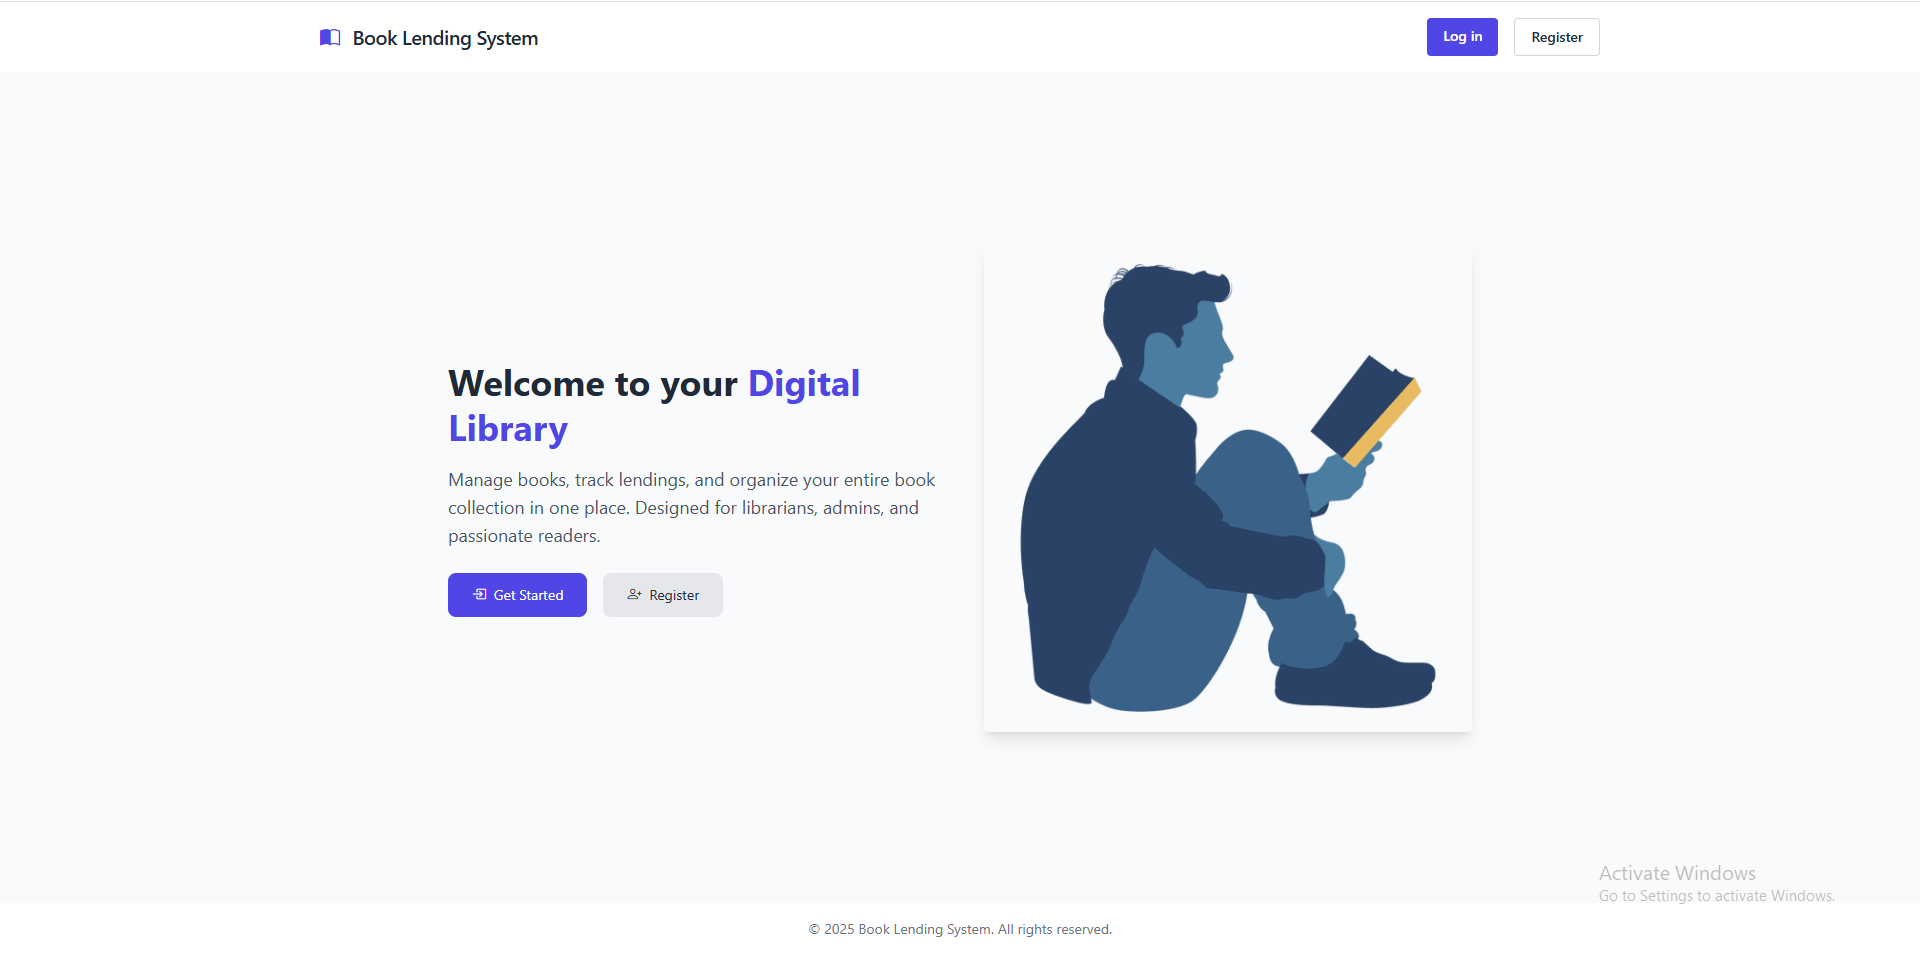 Book Lending System
Log in
Register
Welcome to your Digital
Library
Manage books, track lendings, and organize your entire book
collection in one place. Designed for librarians, admins, and
passionate readers.
Get Started
Register
Activate Windows
Go to Settings to activate Windows.
© 2025 Book Lending System. All rights reserved.